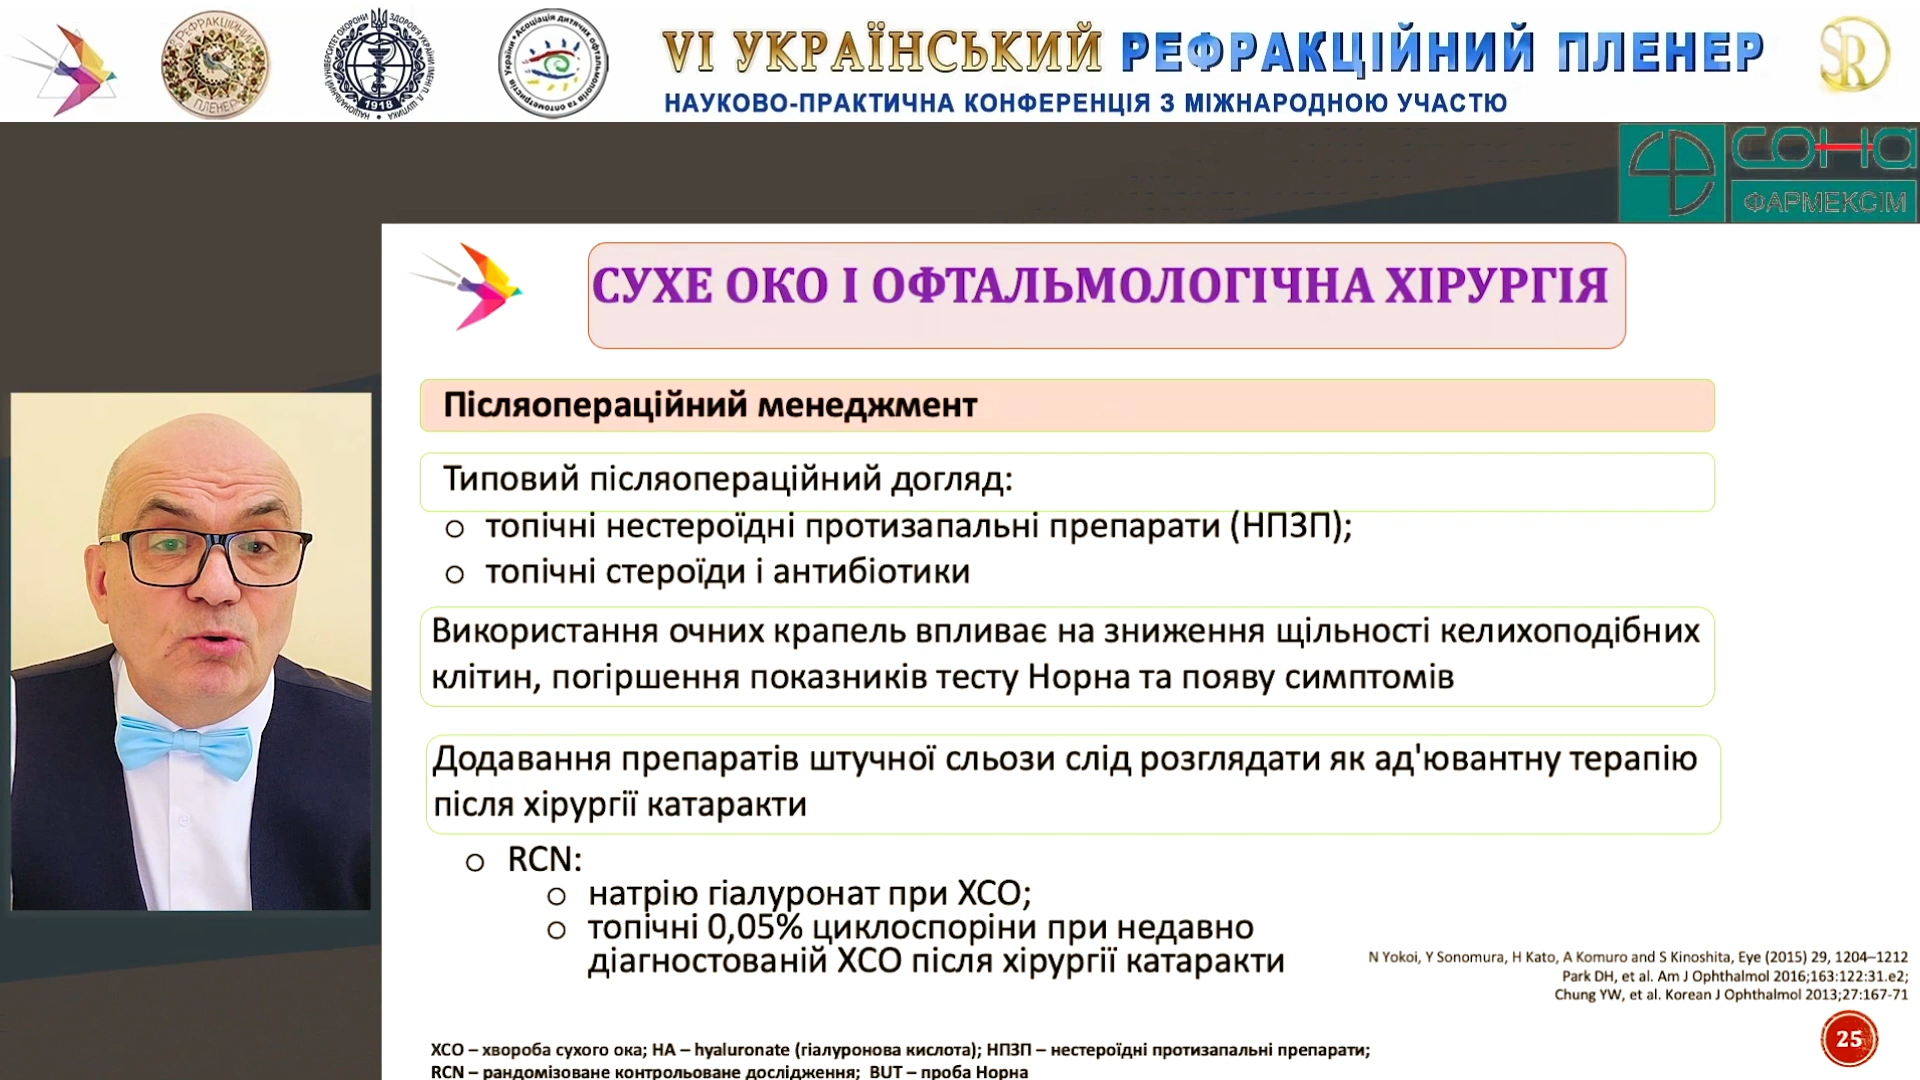 VI УКРАЇНСЬКИЙ РЕФРАКЦІЙНИЙ ПЛЕНЕР
НАУКОВО-ПРАКТИЧНА КОНФЕРЕНЦІЯ З МІЖНАРОДНОЮ УЧАСТЮ
РЕФРАКЦІЙНИЙ
ПЛЕНЕР
1918
SR
СОНА
ФАРМЕКСІМ
СУХЕ ОКО І ОФТАЛЬМОЛОГІЧНА ХІРУРГІЯ
Післяопераційний менеджмент
Типовий післяопераційний догляд:
o топічні нестероїдні протизапальні препарати (НПЗП);
o топічні стероїди і антибіотики
Використання очних крапель впливає на зниження щільності келихоподібних
клітин, погіршення показників тесту Норна та появу симптомів
Додавання препаратів штучної сльози слід розглядати як ад'ювантну терапію
після хірургії катаракти
o RCN:
o натрію гіалуронат при ХСО;
o топічні 0,05% циклоспоріни при недавно
діагностованій ХСО після хірургії катаракти
N Yokoi, Y Sonomura, H Kato, A Komuro and S Kinoshita, Eye (2015) 29, 1204–1212
Park DH, et al. Am J Ophthalmol 2016;163:122:31.e2;
Chung YW, et al. Korean J Ophthalmol 2013;27:167-71
25
ХСО – хвороба сухого ока; HA – hyaluronate (гіалуронова кислота); НПЗП – нестероїдні протизапальні препарати;
RCN – рандомізоване контрольоване дослідження; BUT – проба Норна